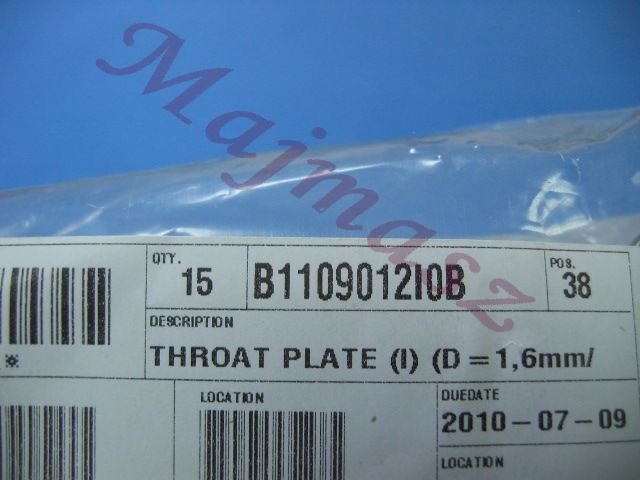 Majmasz
QTY.
15
B1109012I0B
POS.
38
DESCRIPTION
THROAT PLATE (I) (D = 1,6mm/
LOCATION
DUEDATE
2010-07-09
LOCATION